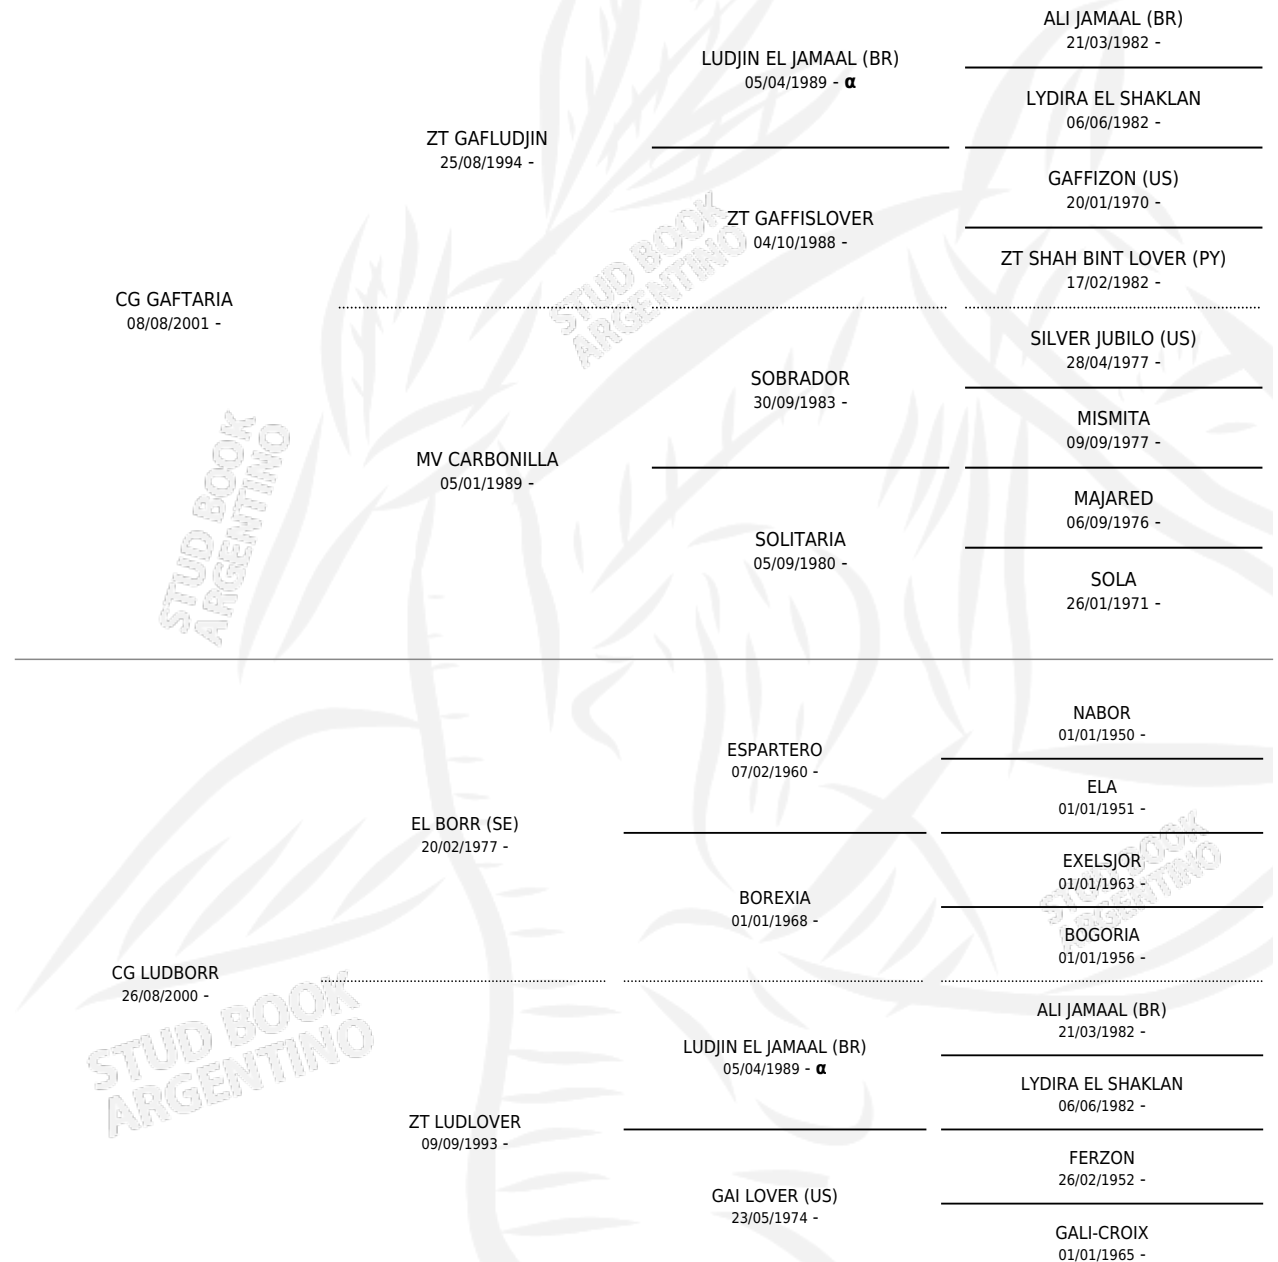 ALI JAMAAL (BR)
21/03/1982 -
LUDJIN EL JAMAAL (BR)
05/04/1989 - α
LYDIRA EL SHAKLAN
06/06/1982 -
ZT GAFLUDJIN
25/08/1994 -
GAFFIZON (US)
20/01/1970 -
ZT GAFFISLOVER
04/10/1988 -
ZT SHAH BINT LOVER (PY)
17/02/1982 -
CG GAFTARIA
08/08/2001 -
SILVER JUBILO (US)
28/04/1977 -
SOBRADOR
30/09/1983 -
MISMITA
09/09/1977 -
MV CARBONILLA
05/01/1989 -
MAJARED
06/09/1976 -
SOLITARIA
05/09/1980 -
SOLA
26/01/1971 -
NABOR
01/01/1950 -
ESPARTERO
07/02/1960 -
ELA
01/01/1951 -
EL BORR (SE)
20/02/1977 -
EXELSJOR
01/01/1963 -
BOREXIA
01/01/1968 -
BOGORIA
01/01/1956 -
CG LUDBORR
26/08/2000 -
ALI JAMAAL (BR)
21/03/1982 -
LUDJIN EL JAMAAL (BR)
05/04/1989 - α
LYDIRA EL SHAKLAN
06/06/1982 -
ZT LUDLOVER
09/09/1993 -
FERZON
26/02/1952 -
GAI LOVER (US)
23/05/1974 -
GALI-CROIX
01/01/1965 -
STUD BOOK
ARGENTINO
STUD BOOK
ARGENTINO
STUD BOOK
ARGENTINO
STUD BOOK
ARGENTINO